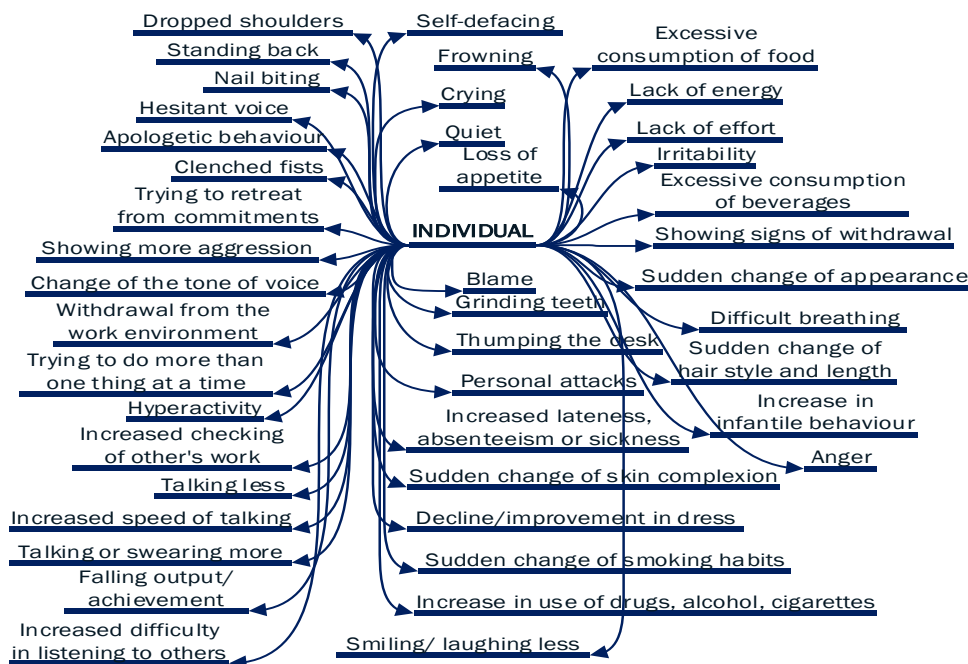 Dropped shoulders
Standing back
Nail biting
Hesitant voice
Apologetic behaviour
Clenched fists
Trying to retreat
from commitments
Showing more aggression
Change of the tone of voice
Withdrawal from the
work environment
Trying to do more than
one thing at a time
Hyperactivity
Increased checking
of other's work
Talking less
Increased speed of talking
Talking or swearing more
Falling output/
achievement
Increased difficulty
in listening to others
Self-defacing
Frowning
Crying
Quiet
Loss of
appetite
INDIVIDUAL
Blame
Grinding teeth
Thumping the desk
Personal attacks
Increased lateness,
absenteeism or sickness
Sudden change of skin complexion
Decline/improvement in dress
Sudden change of smoking habits
Increase in use of drugs, alcohol, cigarettes
Smiling/ laughing less
Excessive
consumption of food
Lack of energy
Lack of effort
Irritability
Excessive consumption
of beverages
Showing signs of withdrawal
Sudden change of appearance
Difficult breathing
Sudden change of
hair style and length
Increase in
infantile behaviour
Anger